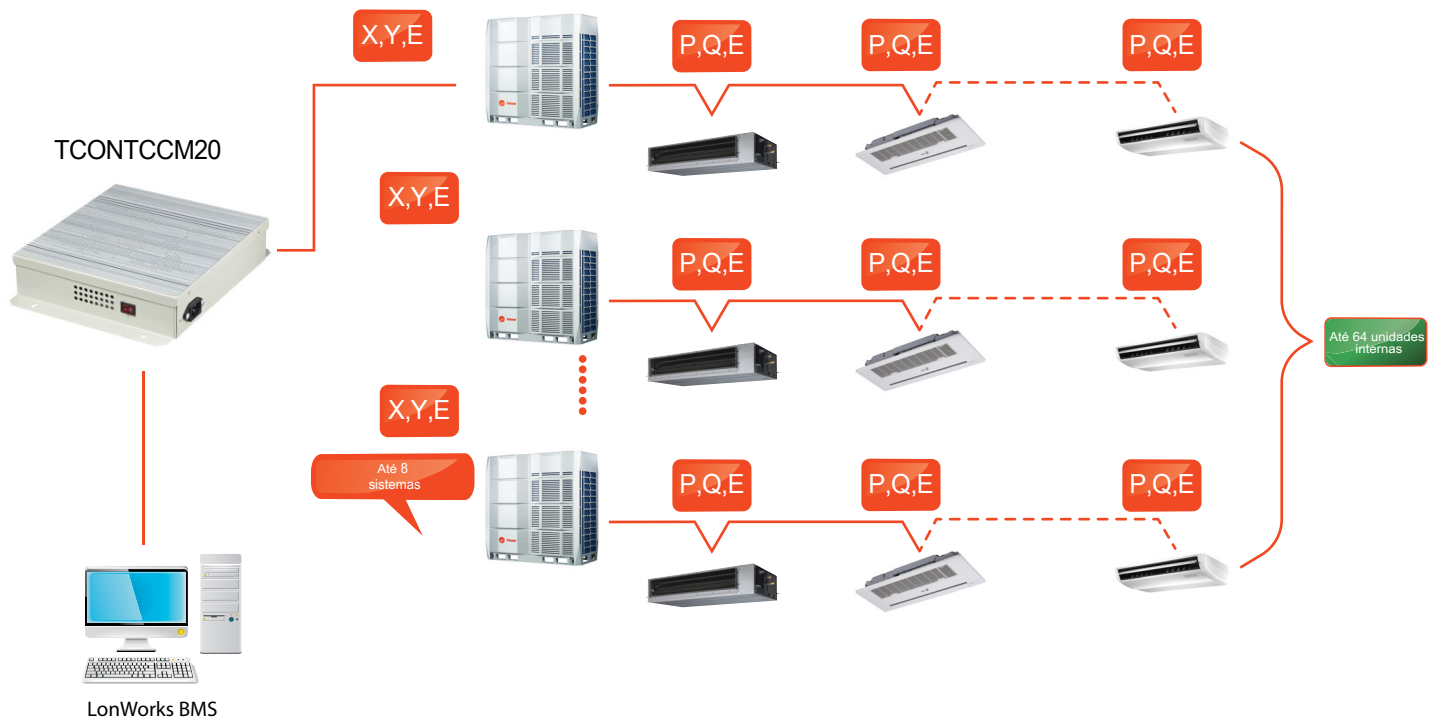 X,Y,E
P,Q,E
P,Q,E
P,Q,E
TCONTCCM20
X,Y,E
P,Q,E
P,Q,E
P,Q,E
Até 64 unidades
internas
X,Y,E
Até 8
sistemas
P,Q,E
P,Q,E
P,Q,E
LonWorks BMS